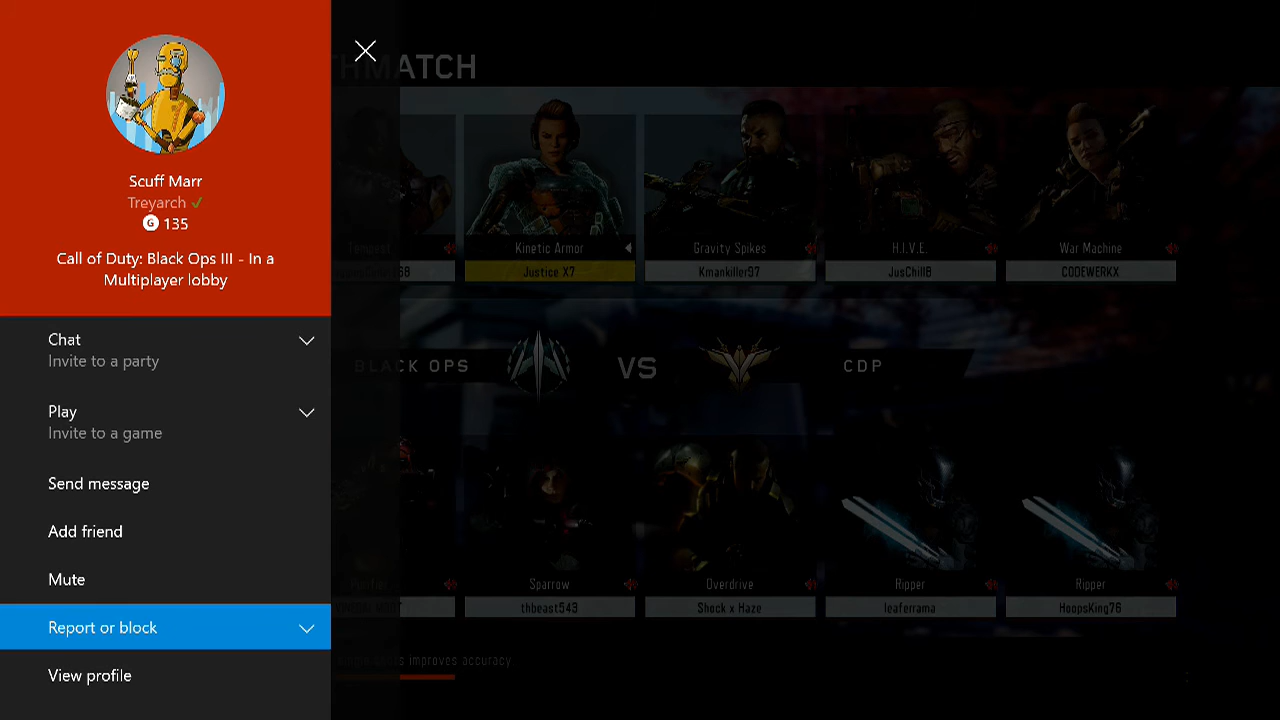 Scuff Marr
Treyarch
G 135
Call of Duty: Black Ops III - In a
Multiplayer lobby
Chat
Invite to a party
Play
Invite to a game
Send message
Add friend
Mute
Report or block
View profile
THMATCH
Tempest
Kinetic Armor
Gravity Spikes
H.I.V.E.
War Machine
Justice X7
Kmankiller97
JusChillB
CODEWERKX
BLACK OPS
VS
CDP
Sparrow
Overdrive
Ripper
Ripper
thbeast543
Shock x Haze
leaferrama
HoopsKing76
improves accuracy